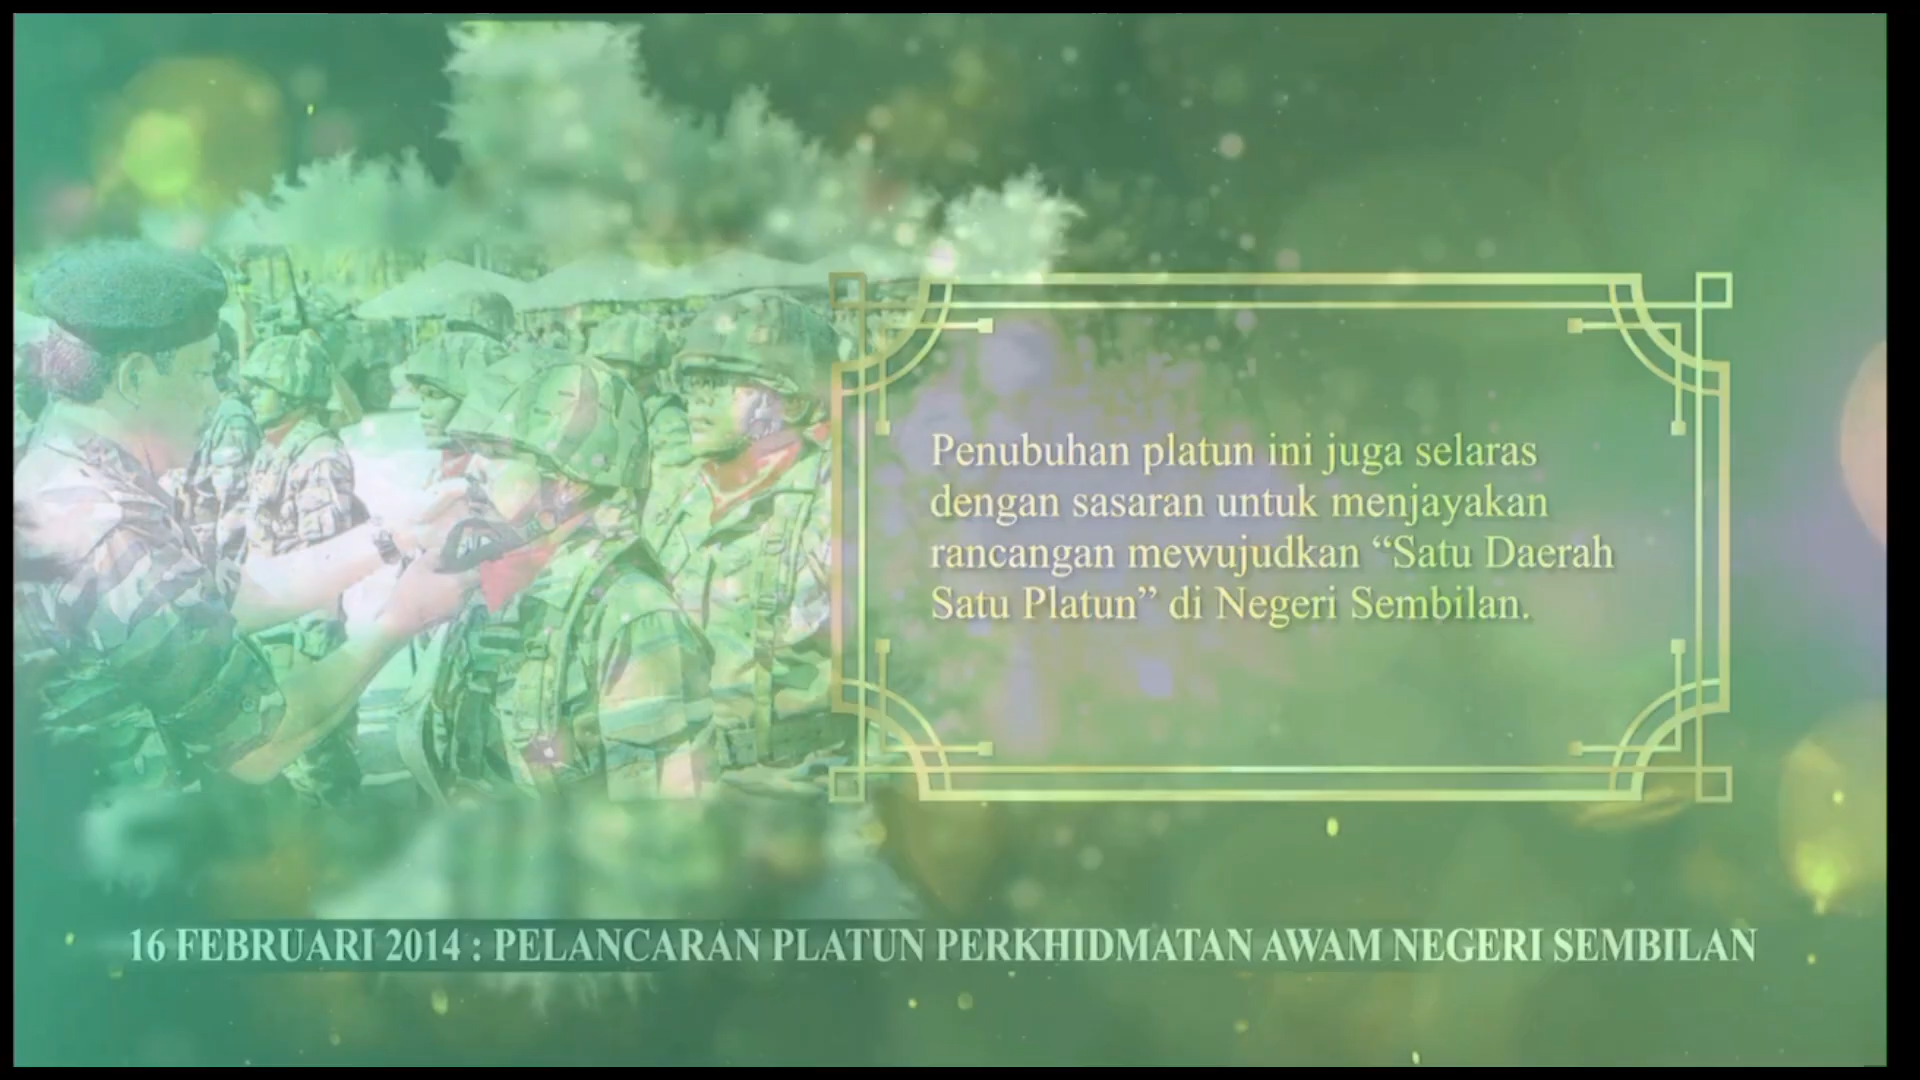 Penubuhan platun ini juga selaras
dengan sasaran untuk menjayakan
rancangan mewujudkan “Satu Daerah
Satu Platun” di Negeri Sembilan.
16 FEBRUARI 2014 : PELANCARAN PLATUN PERKHIDMATAN AWAM NEGERI SEMBILAN